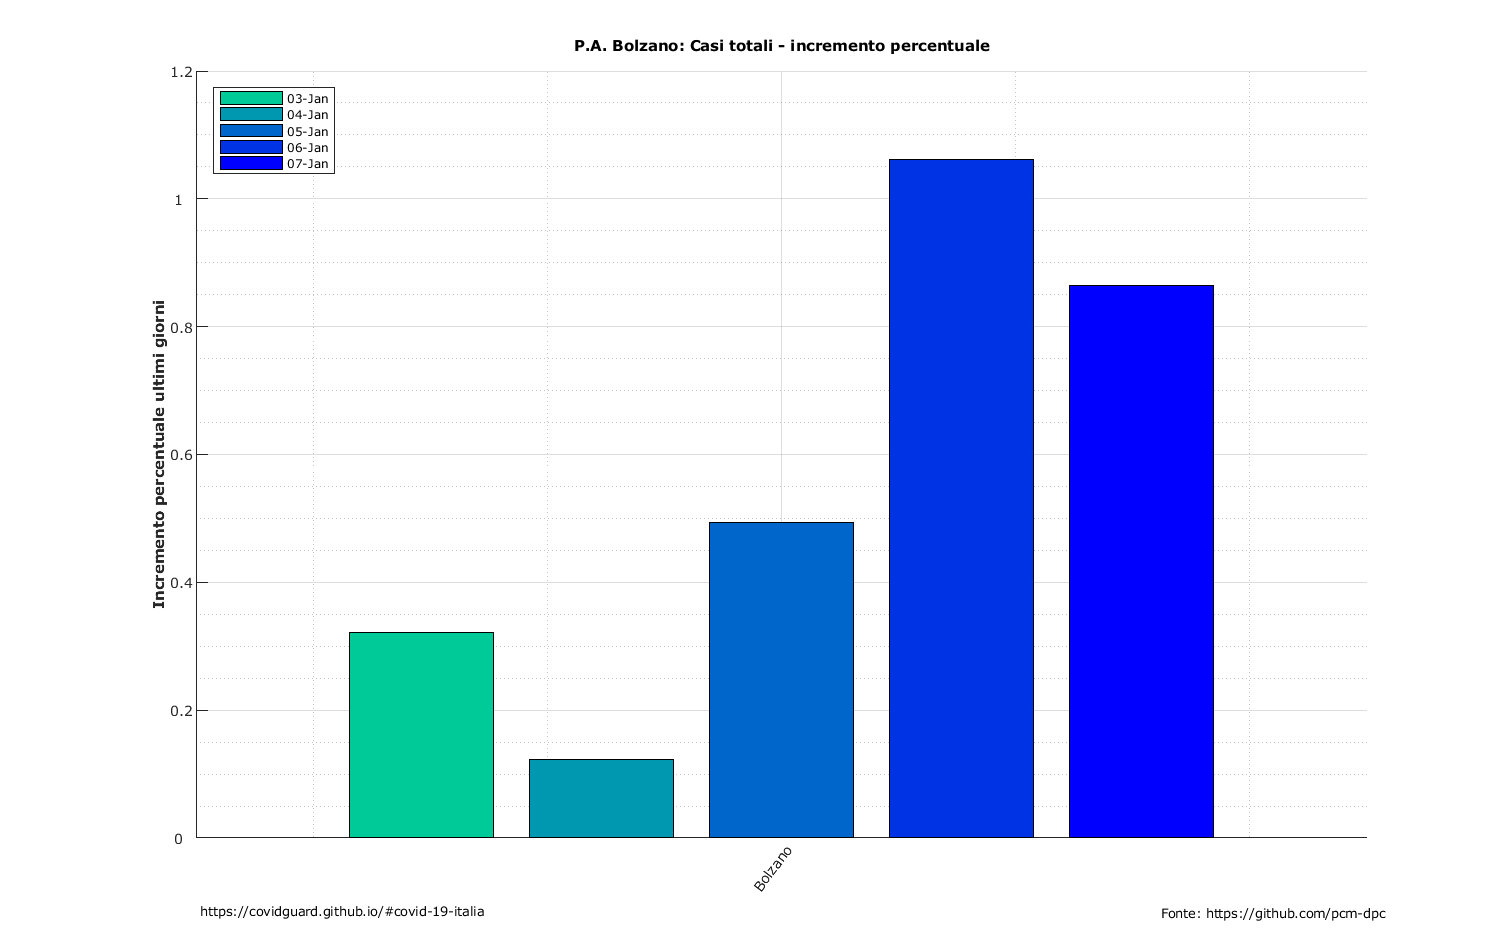 P.A. Bolzano: Casi totali - incremento percentuale
03-Jan
04-Jan
05-Jan
06-Jan
07-Jan
Incremento percentuale ultimi giorni
1.2
1
0.8
0.6
0.4
0.2
0
Bolzano
https://covidguard.github.io/#covid-19-italia
Fonte: https://github.com/pcm-dpc